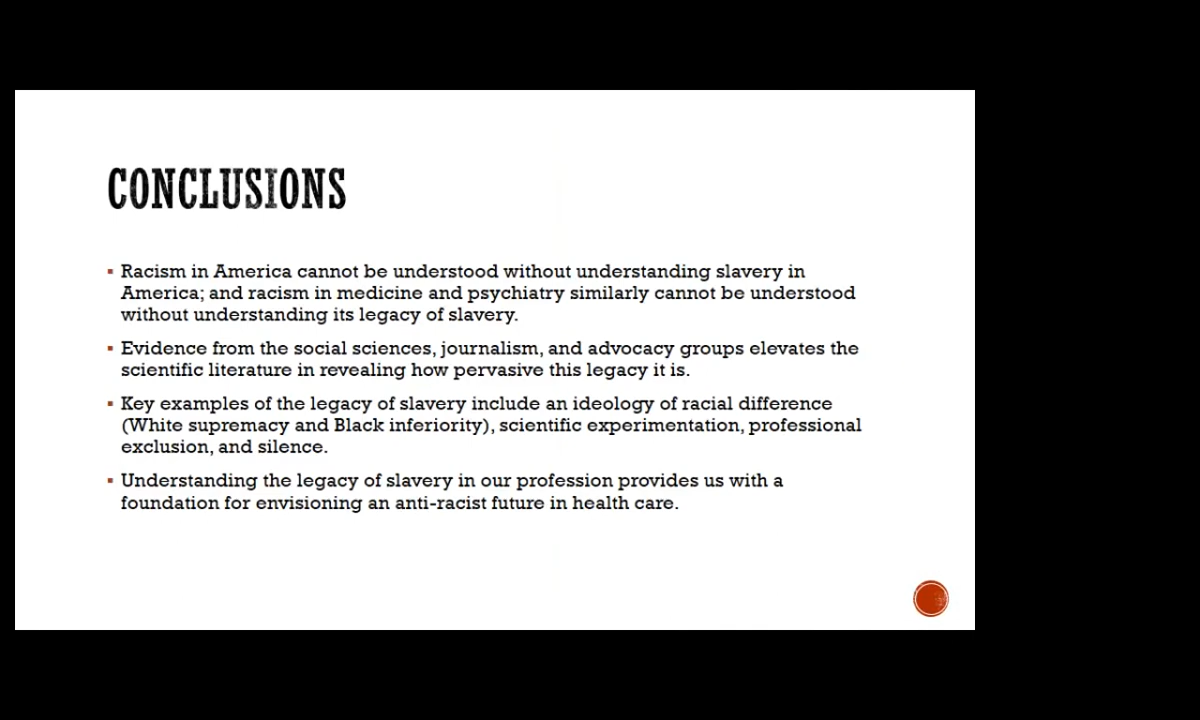 CONCLUSIONS
▪ Racism in America cannot be understood without understanding slavery in
America; and racism in medicine and psychiatry similarly cannot be understood
without understanding its legacy of slavery.
▪ Evidence from the social sciences, journalism, and advocacy groups elevates the
scientific literature in revealing how pervasive this legacy it is.
▪ Key examples of the legacy of slavery include an ideology of racial difference
(White supremacy and Black inferiority), scientific experimentation, professional
exclusion, and silence.
▪ Understanding the legacy of slavery in our profession provides us with a
foundation for envisioning an anti-racist future in health care.